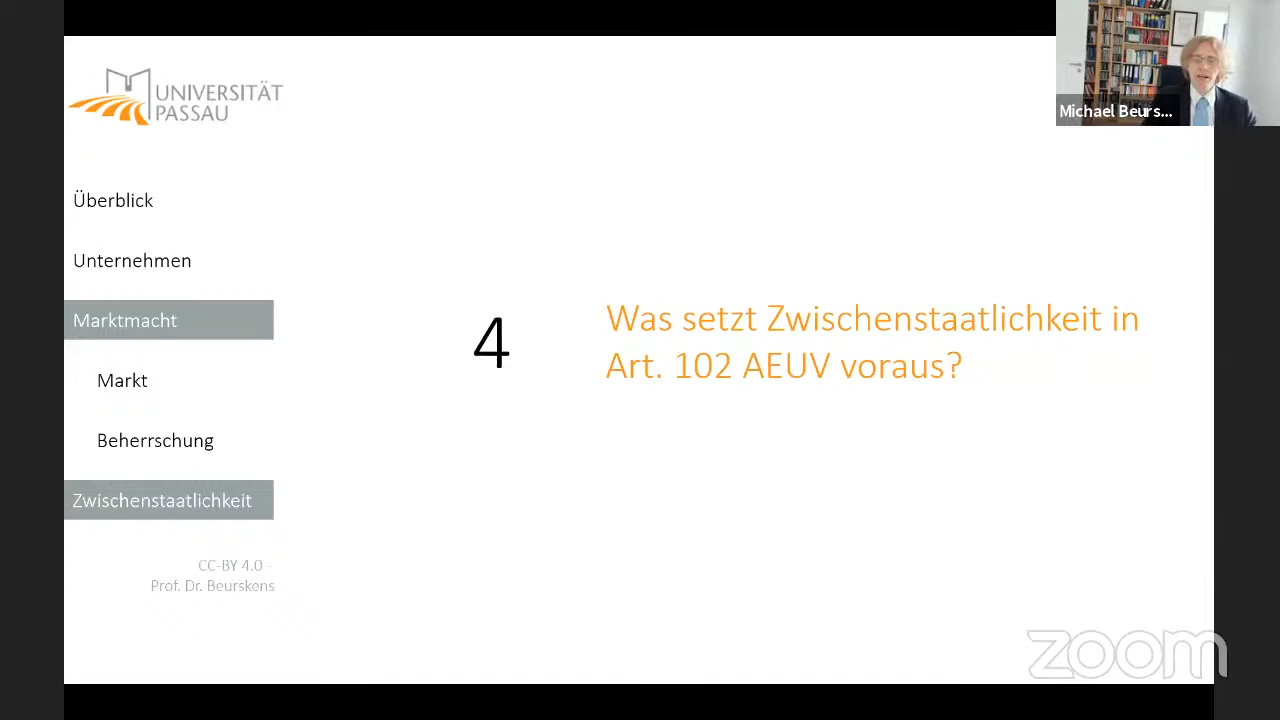 UNIVERSITÄT
PASSAU
Michael Beurs...
Überblick
Unternehmen
Marktmacht
Markt
Beherrschung
Zwischenstaatlichkeit
CC-BY 4.0 -
Prof. Dr. Beurskens
4
Was setzt Zwischenstaatlichkeit in
Art. 102 AEUV voraus?
zoom